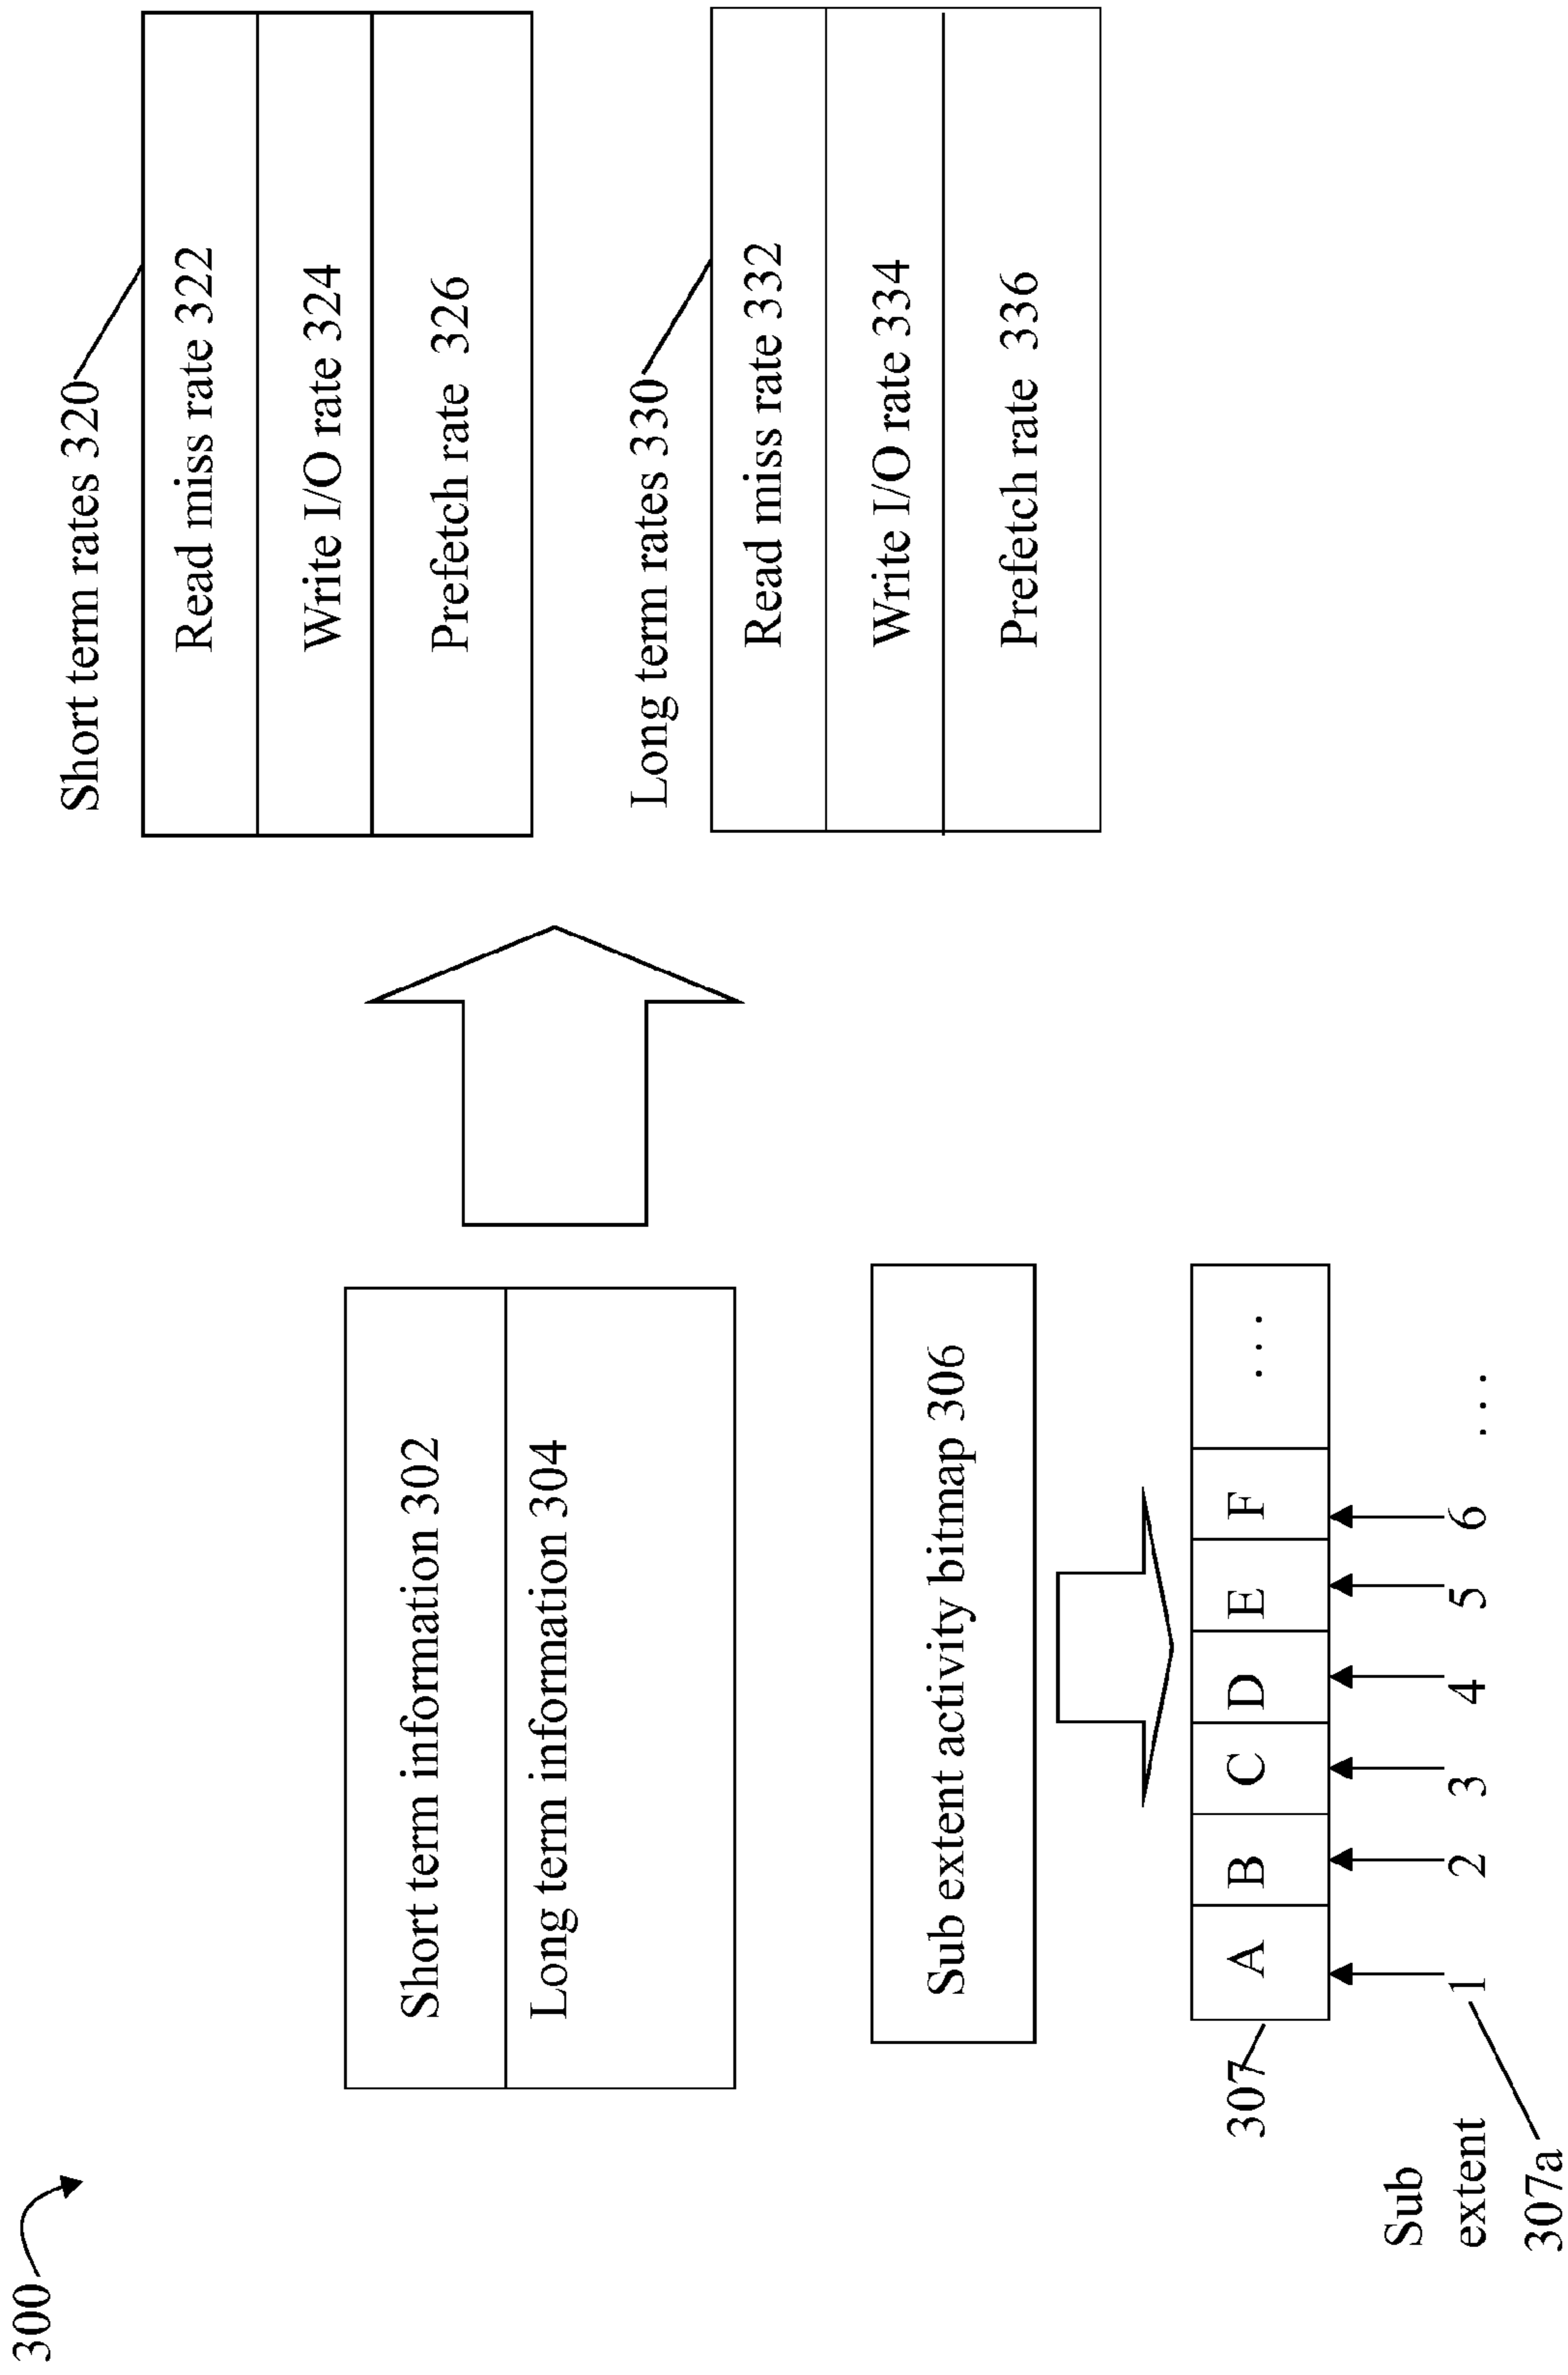 300
Short term information 302
Long term information 304
Short term rates 320
Read miss rate 322
Write I/O rate 324
Prefetch rate 326
Long term rates 330
Read miss rate 332
Write I/O rate 334
Prefetch rate 336
Sub extent activity bitmap 306
307
A B C D E F ...
Sub
extent
1 2 3 4 5 6 ...
307a